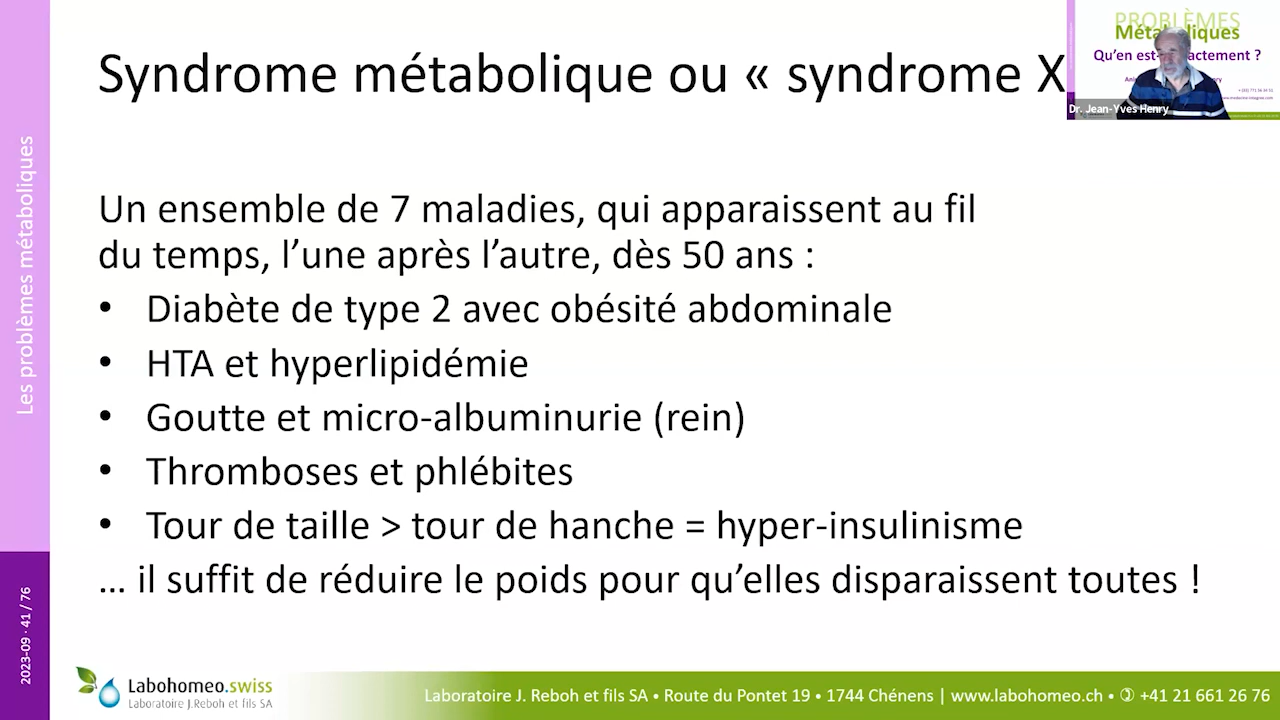 Syndrome métabolique ou « syndrome X
PROBLÈMES
Qu'en est-
actement ?
Dr. Jean-Yves Henry
Les problèmes métaboliques
Un ensemble de 7 maladies, qui apparaissent au fil
du temps, l'une après l'autre, dès 50 ans :
• Diabète de type 2 avec obésité abdominale
• HTA et hyperlipidémie
• Goutte et micro-albuminurie (rein)
• Thromboses et phlébites
• Tour de taille > tour de hanche = hyper-insulinisme
... il suffit de réduire le poids pour qu'elles disparaissent toutes !
2023-09 · 41 / 76
Labohomeo.swiss
Laboratoire J.Reboh et fils SA
Laboratoire J. Reboh et fils SA • Route du Pontet 19 • 1744 Chénens | www.labohomeo.ch • ✆ +41 21 661 26 76